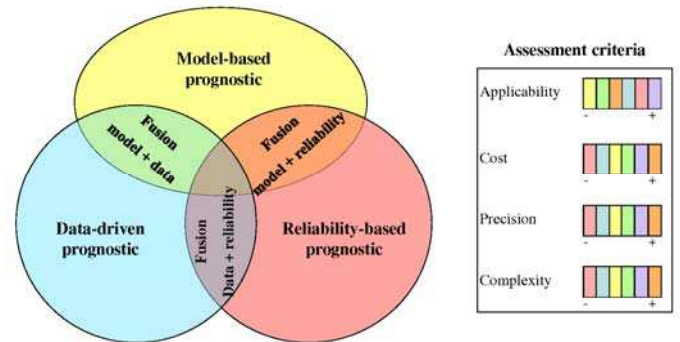 Model-based
prognostic
Fusion
model + data
Fusion
model + reliability
Data-driven
prognostic
Fusion
Data + reliability
Reliability-based
prognostic
Assessment criteria
Applicability
- +
Cost
- +
Precision
- +
Complexity
- +